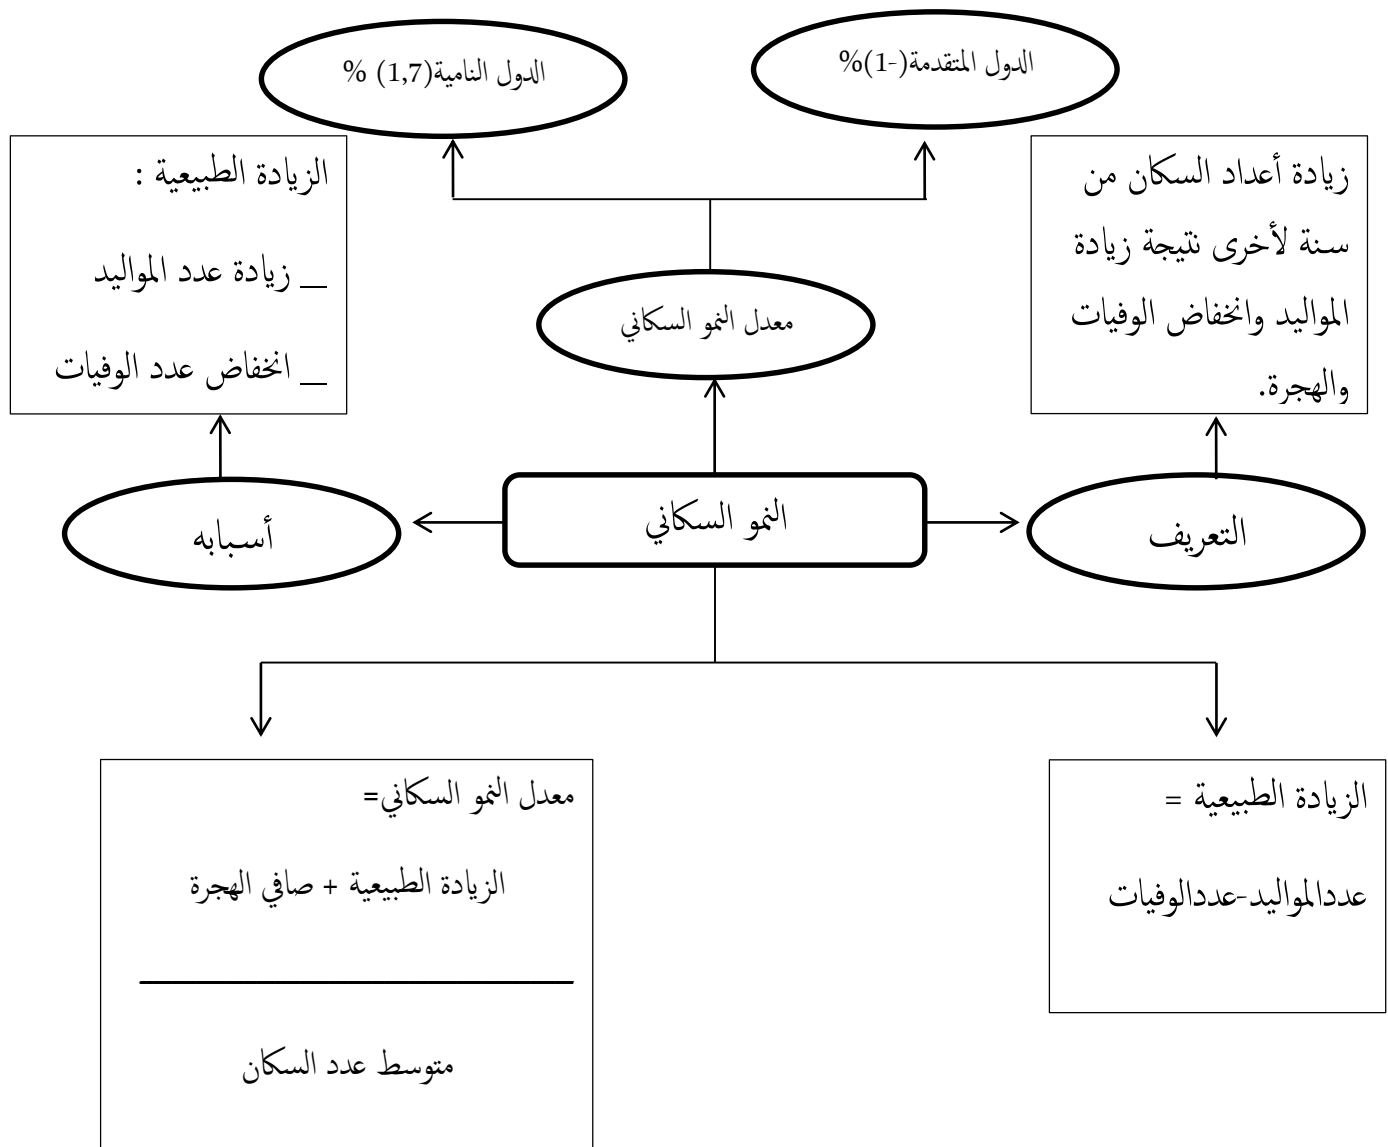 الدول المتقدمة(-1)%
الدول النامية(1,7) %
زيادة أعداد السكان من
سنة لأخرى نتيجة زيادة
المواليد وانخفاض الوفيات
والهجرة.
الزيادة الطبيعية :
_ زيادة عدد المواليد
_ انخفاض عدد الوفيات
معدل النمو السكاني
التعريف
النمو السكاني
أسبابه
الزيادة الطبيعية =
عددالمواليد-عددالوفيات
معدل النمو السكاني=
الزيادة الطبيعية + صافي الهجرة
متوسط عدد السكان